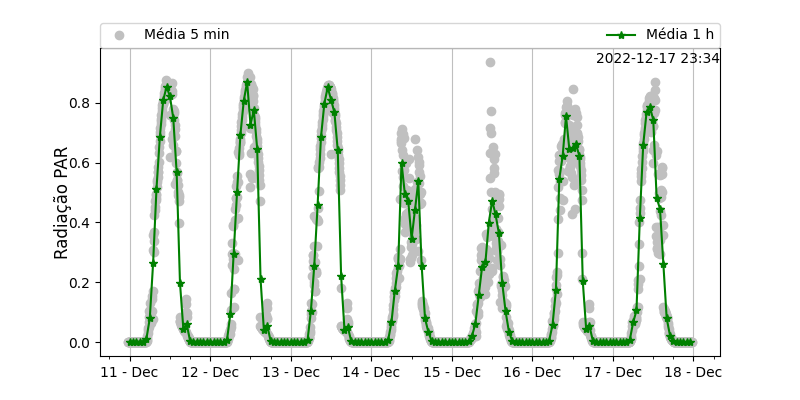 Média 5 min
Média 1 h
2022-12-17 23:34
Radiação PAR
0.8
0.6
0.4
0.2
0.0
11 - Dec
12 - Dec
13 - Dec
14 - Dec
15 - Dec
16 - Dec
17 - Dec
18 - Dec